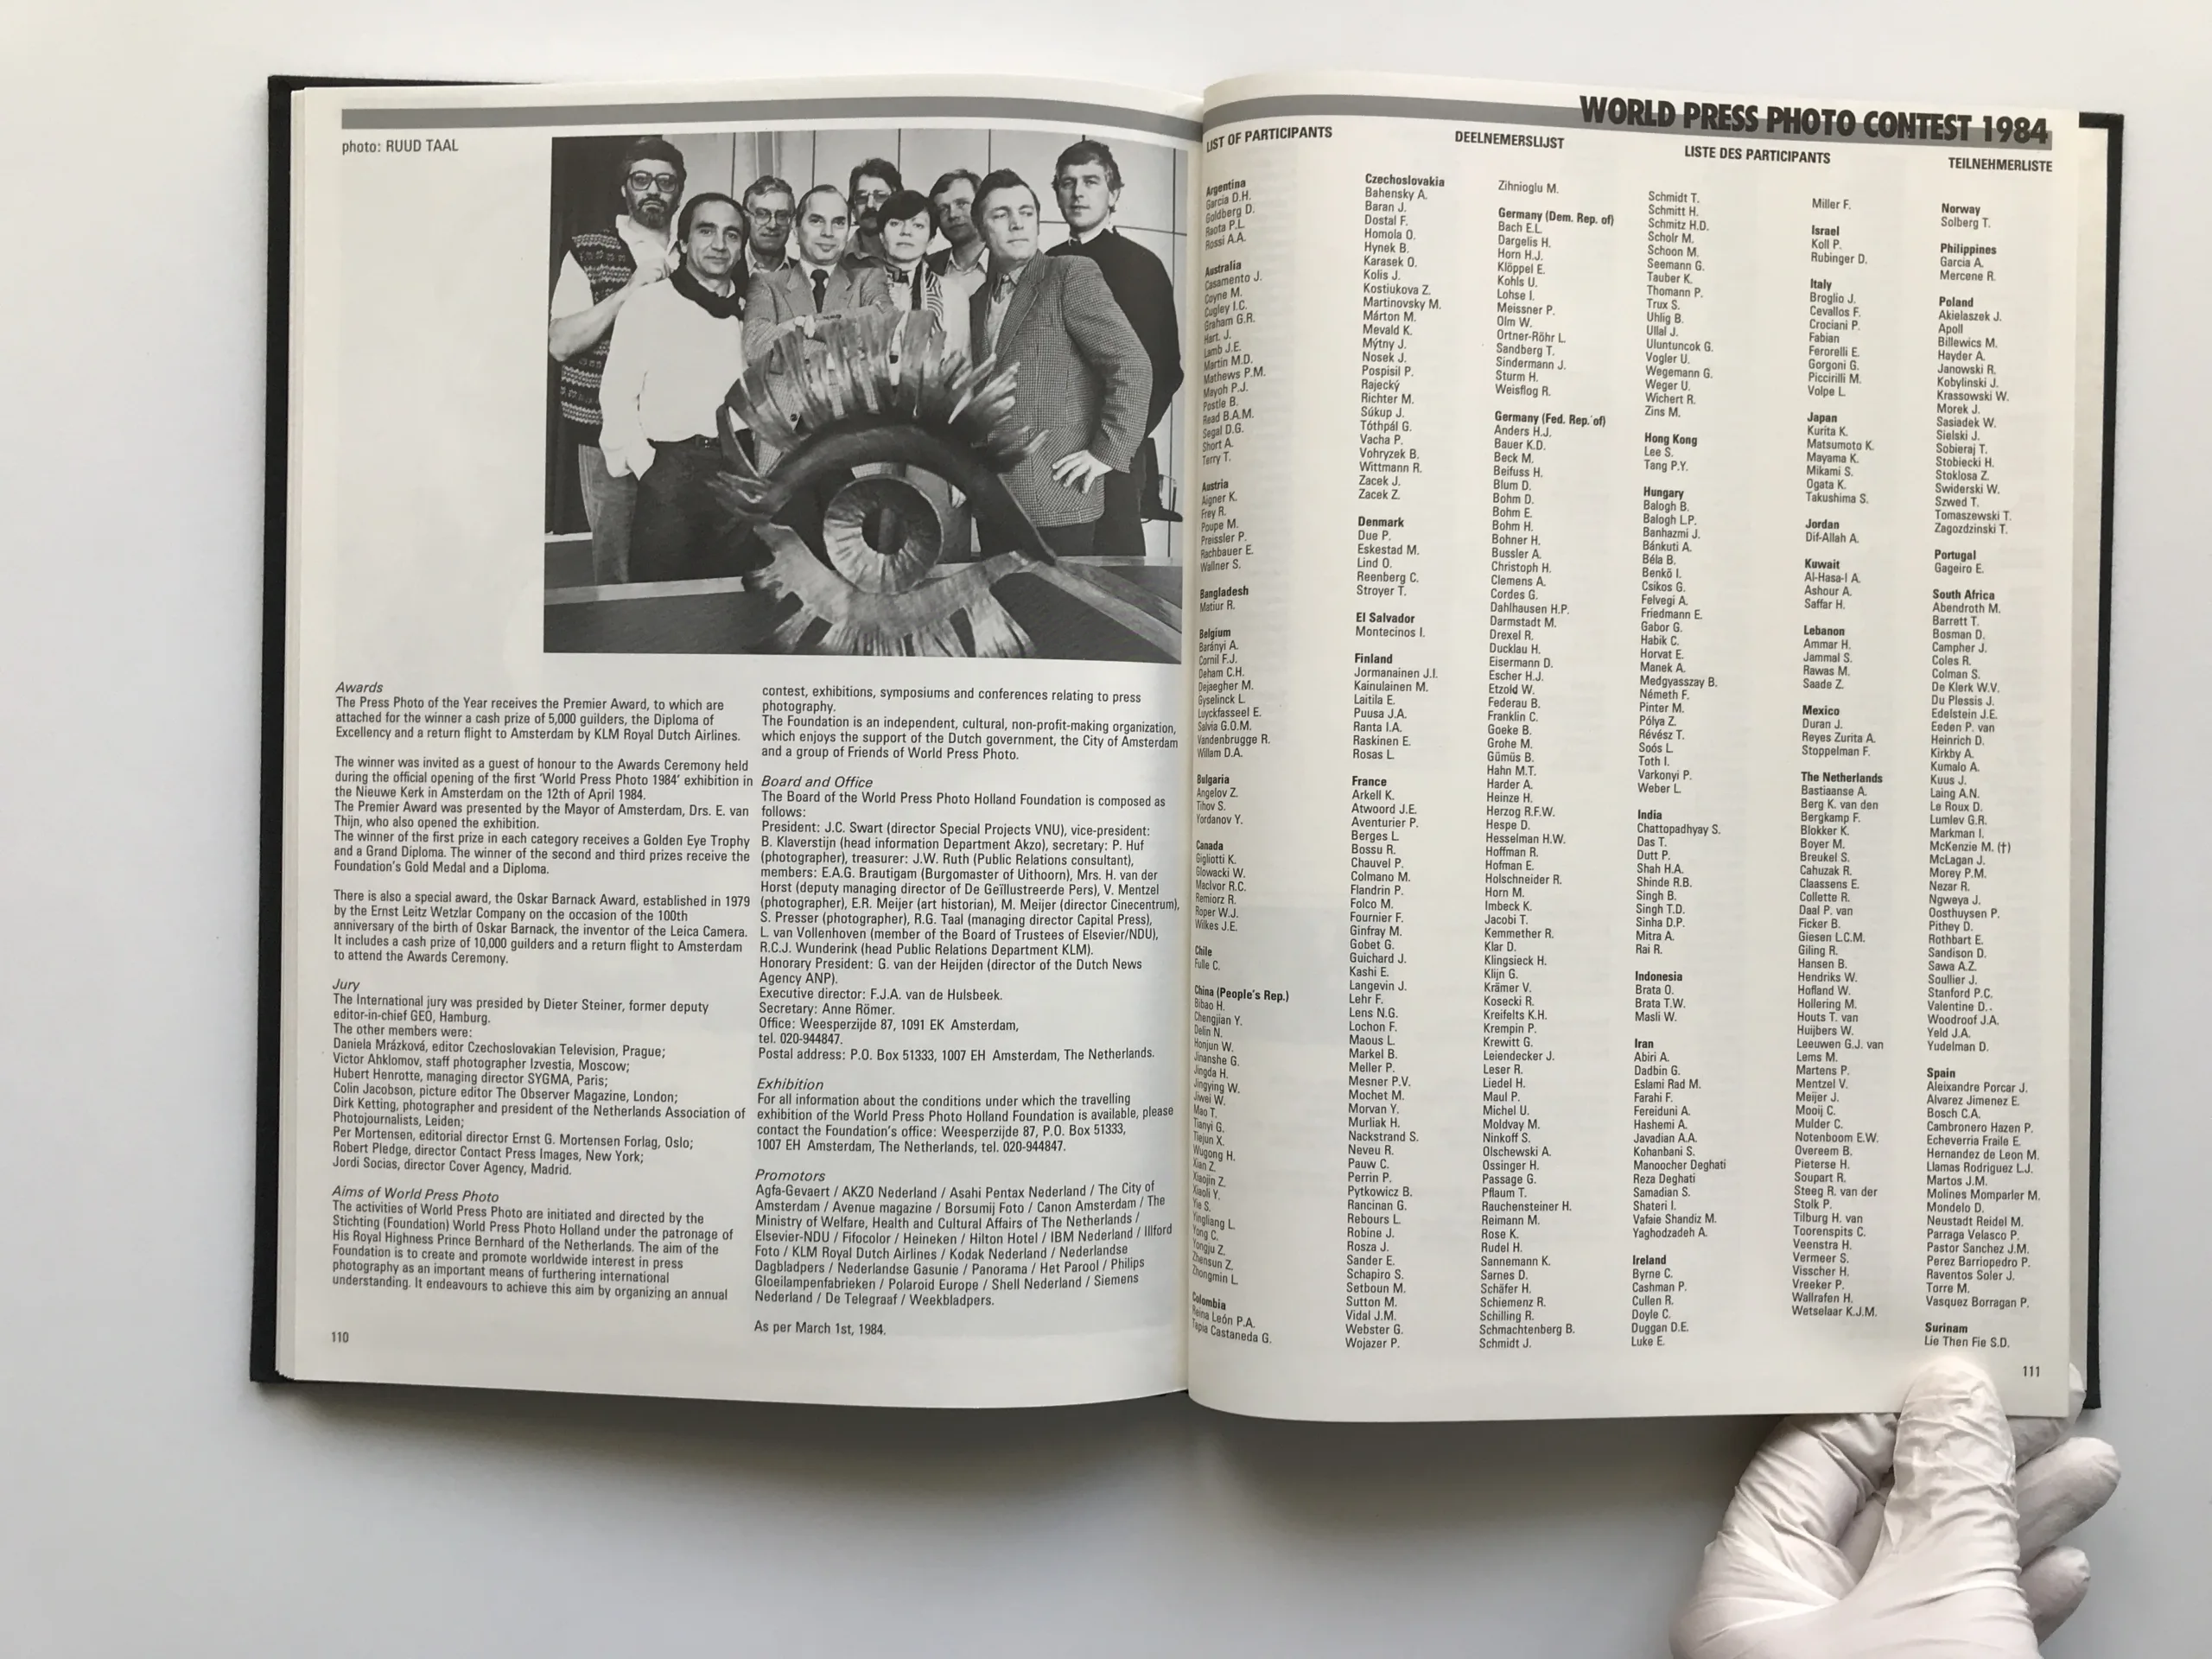 photo: RUUD TAAL
Awards
The Press Photo of the Year receives the Premier Award, to which are
attached for the winner a cash prize of 5,000 guilders, the Diploma of
Excellency and a return flight to Amsterdam by KLM Royal Dutch Airlines.
The winner was invited as a guest of honour to the Awards Ceremony held
during the official opening of the first 'World Press Photo 1984' exhibition in
the Nieuwe Kerk in Amsterdam on the 12th of April 1984.
The Premier Award was presented by the Mayor of Amsterdam, Drs. E. van
Thijn, who also opened the exhibition.
The winner of the first prize in each category receives a Golden Eye Trophy
and a Grand Diploma. The winner of the second and third prizes receive the
Foundation's Gold Medal and a Diploma.
There is also a special award, the Oskar Barnack Award, established in 1979
by the Ernst Leitz Wetzlar Company on the occasion of the 100th
anniversary of the birth of Oskar Barnack, the inventor of the Leica Camera.
It includes a cash prize of 10,000 guilders and a return flight to Amsterdam
to attend the Awards Ceremony.
Jury
The International jury was presided by Dieter Steiner, former deputy
editor-in-chief GEO, Hamburg.
The other members were:
Daniela Mrázková, editor Czechoslovakian Television, Prague;
Victor Ahklomov, staff photographer Izvestia, Moscow;
Hubert Henrotte, managing director SYGMA, Paris;
Colin Jacobson, picture editor The Observer Magazine, London;
Dirk Ketting, photographer and president of the Netherlands Association of
Photojournalists, Leiden;
Per Mortensen, editorial director Ernst G. Mortensen Forlag, Oslo;
Robert Pledge, director Contact Press Images, New York;
Jordi Socias, director Cover Agency, Madrid.
Aims of World Press Photo
The activities of World Press Photo are initiated and directed by the
Stichting (Foundation) World Press Photo Holland under the patronage of
His Royal Highness Prince Bernhard of the Netherlands. The aim of the
Foundation is to create and promote worldwide interest in press
photography as an important means of furthering international
understanding. It endeavours to achieve this aim by organizing an annual
110
contest, exhibitions, symposiums and conferences relating to press
photography.
The Foundation is an independent, cultural, non-profit-making organization,
which enjoys the support of the Dutch government, the City of Amsterdam
and a group of Friends of World Press Photo.
Board and Office
The Board of the World Press Photo Holland Foundation is composed as
follows:
President: J.C. Swart (director Special Projects VNU), vice-president:
B. Klaverstijn (head information Department Akzo), secretary: P. Huf
(photographer), treasurer: J.W. Ruth (Public Relations consultant),
members: E.A.G. Brautigam (Burgomaster of Uithoorn), Mrs. H. van der
Horst (deputy managing director of De Geïllustreerde Pers), V. Mentzel
(photographer), E.R. Meijer (art historian), M. Meijer (director Cinecentrum),
S. Presser (photographer), R.G. Taal (managing director Capital Press),
L. van Vollenhoven (member of the Board of Trustees of Elsevier/NDU),
R.C.J. Wunderink (head Public Relations Department KLM).
Honorary President: G. van der Heijden (director of the Dutch News
Agency ANP).
Executive director: F.J.A. van de Hulsbeek.
Secretary: Anne Römer.
Office: Weesperzijde 87, 1091 EK Amsterdam,
tel. 020-944847.
Postal address: P.O. Box 51333, 1007 EH Amsterdam, The Netherlands.
Exhibition
For all information about the conditions under which the travelling
exhibition of the World Press Photo Holland Foundation is available, please
contact the Foundation's office: Weesperzijde 87, P.O. Box 51333,
1007 EH Amsterdam, The Netherlands, tel. 020-944847.
Promotors
Agfa-Gevaert / AKZO Nederland / Asahi Pentax Nederland / The City of
Amsterdam / Avenue magazine / Borsumij Foto / Canon Amsterdam / The
Ministry of Welfare, Health and Cultural Affairs of The Netherlands /
Elsevier-NDU / Fifocolor / Heineken / Hilton Hotel / IBM Nederland / Illford
Foto / KLM Royal Dutch Airlines / Kodak Nederland / Nederlandse
Dagbladpers / Nederlandse Gasunie / Panorama / Het Parool / Philips
Gloeilampenfabrieken / Polaroid Europe / Shell Nederland / Siemens
Nederland / De Telegraaf / Weekbladpers.
As per March 1st, 1984.
WORLD PRESS PHOTO CONTEST 1984
LIST OF PARTICIPANTS
DEELNEMERSLIJST
LISTE DES PARTICIPANTS
TEILNEHMERLISTE
Argentina
Garcia D.H.
Goldberg D.
Raota P.L.
Rossi A.A.
Australia
Casamento J.
Coyne M.
Cugley I.C.
Graham G.R.
Hart. J.
Lamb J.E.
Martin M.D.
Mathews P.M.
Mayoh P.J.
Postle B.
Read B.A.M.
Segal D.G.
Short A.
Terry T.
Austria
Aigner K.
Frey R.
Poupe M.
Preissler P.
Rachbauer E.
Wallner S.
Bangladesh
Matiur R.
Belgium
Barányi A.
Cornil F.J.
Deham C.H.
Dejaegher M.
Gyselinck L.
Luyckfasseel E.
Salvia G.O.M.
Vandenbrugge R.
Willam D.A.
Bulgaria
Angelov Z.
Tihov S.
Yordanov Y.
Canada
Gigliotti K.
Glowacki W.
MacIvor R.C.
Remiorz R.
Roper W.J.
Wilkes J.E.
Chile
Fulle C.
China (People's Rep.)
Bibao H.
Chengjian Y.
Delin N.
Honjun W.
Jinanshe G.
Jingda H.
Jingying W.
Jiwei W.
Mao T.
Tianyi G.
Tiejun X.
Wugong H.
Xian Z.
Xiaojin Z.
Xiaoli Y.
Yie S.
Yingliang L.
Yong C.
Yongju Z.
Zhensun Z.
Zhongmin L.
Colombia
Reina León P.A.
Tapia Castaneda G.
Czechoslovakia
Bahensky A.
Baran J.
Dostal F.
Homola O.
Hynek B.
Karasek O.
Kolis J.
Kostiukova Z.
Martinovsky M.
Márton M.
Mevald K.
Mýtny J.
Nosek J.
Pospisil P.
Rajecký
Richter M.
Súkup J.
Tóthpál G.
Vacha P.
Vohryzek B.
Wittmann R.
Zacek J.
Zacek Z.
Denmark
Due P.
Eskestad M.
Lind O.
Reenberg C.
Stroyer T.
El Salvador
Montecinos I.
Finland
Jormanainen J.I.
Kainulainen M.
Laitila E.
Puusa J.A.
Ranta I.A.
Raskinen E.
Rosas L.
France
Arkell K.
Atwoord J.E.
Aventurier P.
Berges L.
Bossu R.
Chauvel P.
Colmano M.
Flandrin P.
Folco M.
Fournier F.
Ginfray M.
Gobet G.
Guichard J.
Kashi E.
Langevin J.
Lehr F.
Lens N.G.
Lochon F.
Maous L.
Markel B.
Meller P.
Mesner P.V.
Mochet M.
Morvan Y.
Murliak H.
Nackstrand S.
Neveu R.
Pauw C.
Perrin P.
Pytkowicz B.
Rancinan G.
Rebours L.
Robine J.
Rosza J.
Sander E.
Schapiro S.
Setboun M.
Sutton M.
Vidal J.M.
Webster G.
Wojazer P.
Zihnioglu M.
Germany (Dem. Rep. of)
Bach E.L.
Dargelis H.
Horn H.J.
Klöppel E.
Kohls U.
Lohse I.
Meissner P.
Olm W.
Ortner-Röhr L.
Sandberg T.
Sindermann J.
Sturm H.
Weisflog R.
Germany (Fed. Rep. of)
Anders H.J.
Bauer K.D.
Beck M.
Beifuss H.
Blum D.
Bohm D.
Bohm E.
Bohm H.
Bohner H.
Bussler A.
Christoph H.
Clemens A.
Cordes G.
Dahlhausen H.P.
Darmstadt M.
Drexel R.
Ducklau H.
Eisermann D.
Escher H.J.
Etzold W.
Federau B.
Franklin C.
Goeke B.
Grohe M.
Gûmüs B.
Hahn M.T.
Harder A.
Heinze H.
Herzog R.F.W.
Hespe D.
Hesselman H.W.
Hoffman R.
Hofman E.
Holschneider R.
Horn M.
Imbeck K.
Jacobi T.
Kemmether R.
Klar D.
Klingsieck H.
Klijn G.
Krämer V.
Kosecki R.
Kreifelts K.H.
Krempin P.
Krewitt G.
Leiendecker J.
Leser R.
Liedel H.
Maul P.
Michel U.
Moldvay M.
Ninkoff S.
Olschewski A.
Ossinger H.
Passage G.
Pflaum T.
Rauchensteiner H.
Reimann M.
Rose K.
Rudel H.
Sannemann K.
Sarnes D.
Schäfer H.
Schiemenz R.
Schilling R.
Schmachtenberg B.
Schmidt J.
Schmidt T.
Schmitt H.
Schmitz H.D.
Scholr M.
Schoon M.
Seemann G.
Tauber K.
Thomann P.
Trux S.
Uhlig B.
Ullal J.
Uluntuncok G.
Vogler U.
Wegemann G.
Weger U.
Wichert R.
Zins M.
Hong Kong
Lee S.
Tang P.Y.
Hungary
Balogh B.
Balogh L.P.
Banhazmi J.
Bánkuti A.
Béla B.
Benkö I.
Csikos G.
Felvegi A.
Friedmann E.
Gabor G.
Habik C.
Horvat E.
Manek A.
Medgyasszay B.
Németh F.
Pinter M.
Pólya Z.
Révész T.
Soós L.
Toth I.
Varkonyi P.
Weber L.
India
Chattopadhyay S.
Das T.
Dutt P.
Shah H.A.
Shinde R.B.
Singh B.
Singh T.D.
Sinha D.P.
Mitra A.
Rai R.
Indonesia
Brata O.
Brata T.W.
Masli W.
Iran
Abiri A.
Dadbin G.
Eslami Rad M.
Farahi F.
Fereiduni A.
Hashemi A.
Javadian A.A.
Kohanbani S.
Manoocher Deghati
Reza Deghati
Samadian S.
Shateri I.
Vafaie Shandiz M.
Yaghodzadeh A.
Ireland
Byrne C.
Cashman P.
Cullen R.
Doyle C.
Duggan D.E.
Luke E.
Miller F.
Israel
Koll P.
Rubinger D.
Italy
Broglio J.
Cevallos F.
Crociani P.
Fabian
Ferorelli E.
Gorgoni G.
Piccirilli M.
Volpe L.
Japan
Kurita K.
Matsumoto K.
Mayama K.
Mikami S.
Ogata K.
Takushima S.
Jordan
Dif-Allah A.
Kuwait
Al-Hasa-I A.
Ashour A.
Saffar H.
Lebanon
Ammar H.
Jammal S.
Rawas M.
Saade Z.
Mexico
Duran J.
Reyes Zurita A.
Stoppelman F.
The Netherlands
Bastiaanse A.
Berg K. van den
Bergkamp F.
Blokker K.
Boyer M.
Breukel S.
Cahuzak R.
Claassens E.
Collette R.
Daal P. van
Ficker B.
Giesen L.C.M.
Giling R.
Hansen B.
Hendriks W.
Hofland W.
Hollering M.
Houts T. van
Huijbers W.
Leeuwen G.J. van
Lems M.
Martens P.
Mentzel V.
Meijer J.
Mooij C.
Mulder C.
Notenboom E.W.
Overeem B.
Pieterse H.
Soupart R.
Steeg R. van der
Stolk P.
Tilburg H. van
Toorenspits C.
Veenstra H.
Vermeer S.
Visscher H.
Vreeker P.
Wallrafen H.
Wetselaar K.J.M.
Norway
Solberg T.
Philippines
Garcia A.
Mercene R.
Poland
Akielaszek J.
Apoll
Billewics M.
Hayder A.
Janowski R.
Kobylinski J.
Krassowski W.
Morek J.
Sasiadek W.
Sielski J.
Sobieraj T.
Stobiecki H.
Stoklosa Z.
Swiderski W.
Szwed T.
Tomaszewski T.
Zagozdzinski T.
Portugal
Gageiro E.
South Africa
Abendroth M.
Barrett T.
Bosman D.
Campher J.
Coles R.
Colman S.
De Klerk W.V.
Du Plessis J.
Edelstein J.E.
Eeden P. van
Heinrich D.
Kirkby A.
Kumalo A.
Kuus J.
Laing A.N.
Le Roux D.
Lumlev G.R.
Markman I.
McKenzie M. (†)
McLagan J.
Morey P.M.
Nezar R.
Ngweya J.
Oosthuysen P.
Pithey D.
Rothbart E.
Sandison D.
Sawa A.Z.
Soullier J.
Stanford P.C.
Valentine D..
Woodroof J.A.
Yeld J.A.
Yudelman D.
Spain
Aleixandre Porcar J.
Alvarez Jimenez E.
Bosch C.A.
Cambronero Hazen P.
Echeverria Fraile E.
Hernandez de Leon M.
Llamas Rodriguez L.J.
Martos J.M.
Molines Momparler M.
Mondelo D.
Neustadt Reidel M.
Parraga Velasco P.
Pastor Sanchez J.M.
Perez Barriopedro P.
Raventos Soler J.
Torre M.
Vasquez Borragan P.
Surinam
Lie Then Fie S.D.
111